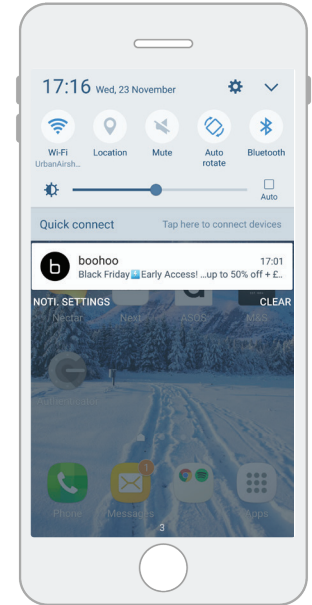 17:16 Wed, 23 November
Wi-Fi
UrbanAirsh...
Location
Mute
Auto
rotate
Bluetooth
Auto
Quick connect Tap here to connect devices
b
boohoo 17:01
Black Friday⬇️Early Access! ...up to 50% off + £..
NOTI. SETTINGS CLEAR
Nectar Next ASOS M&S
Authenticator
1
Phone Messages Apps
3